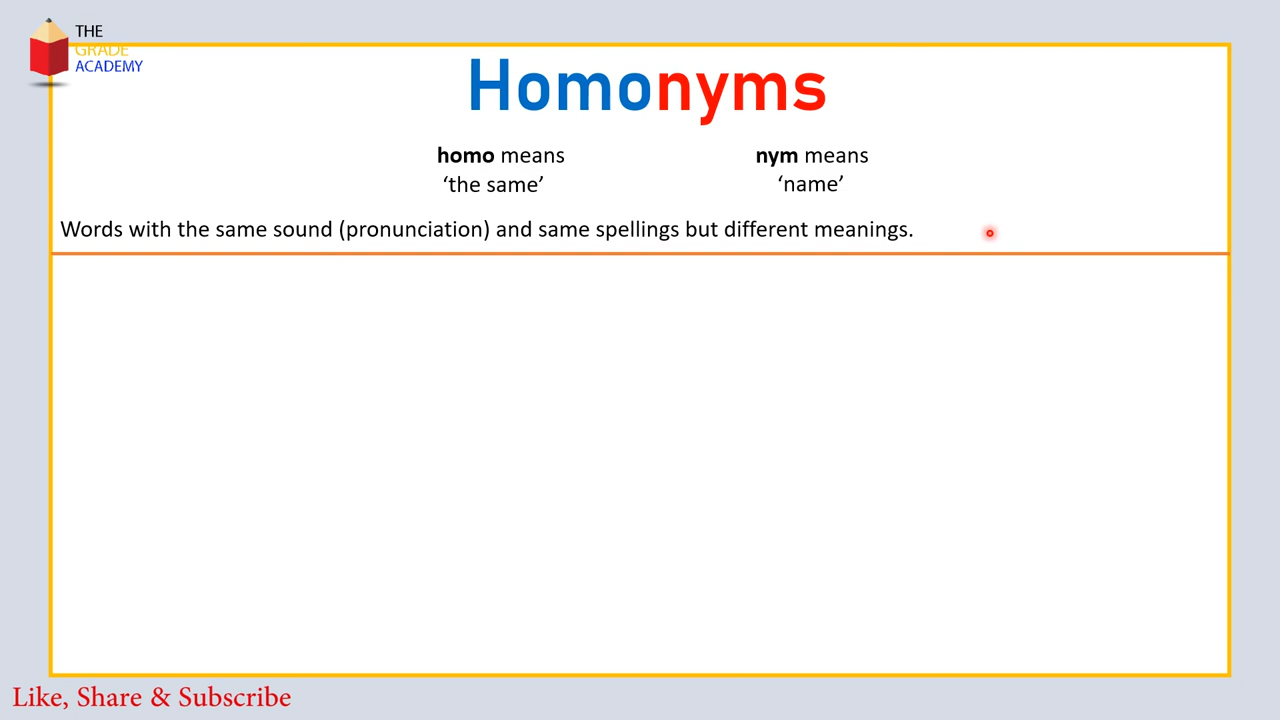 THE
GRADE
ACADEMY
Homonyms
homo means
‘the same’
nym means
‘name’
Words with the same sound (pronunciation) and same spellings but different meanings.
Like, Share & Subscribe